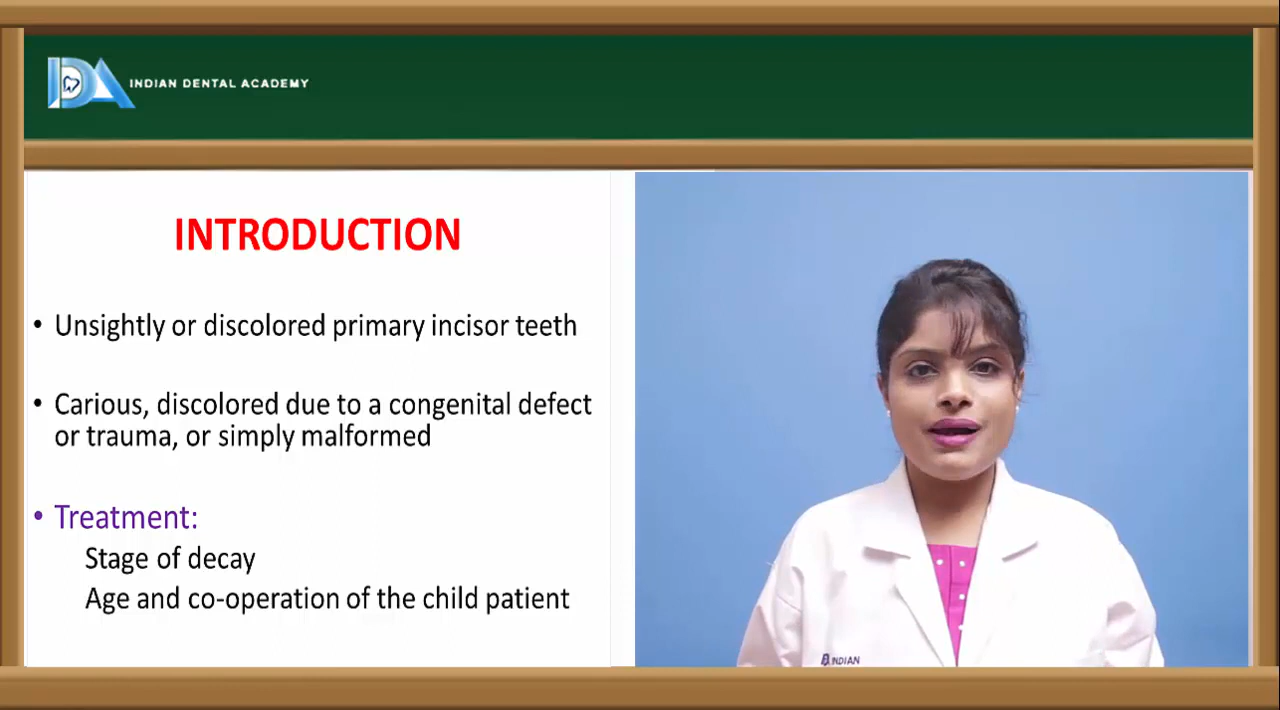 INDIAN DENTAL ACADEMY
INTRODUCTION
• Unsightly or discolored primary incisor teeth
• Carious, discolored due to a congenital defect
or trauma, or simply malformed
• Treatment:
Stage of decay
Age and co-operation of the child patient
INDIAN